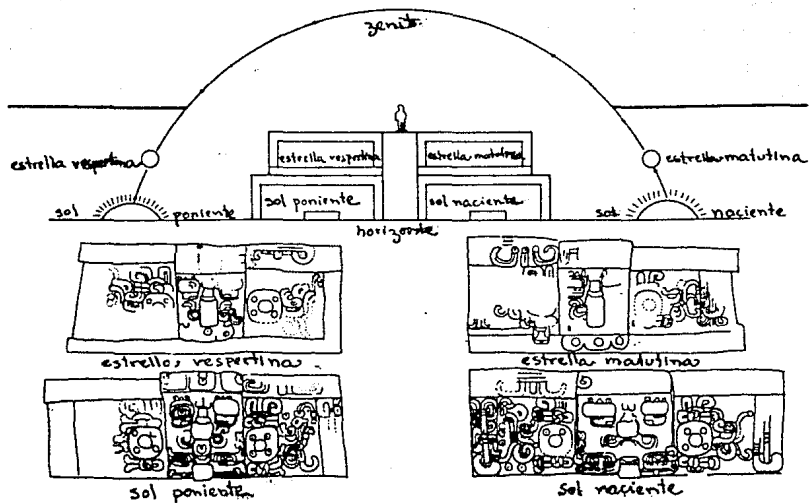 zenit
estrella vespertina
estrella vespertina
estrella matutina
estrella matutina
sol poniente
sol poniente
sol naciente
sol naciente
horizonte
estrella vespertina
estrella matutina
sol poniente
sol naciente